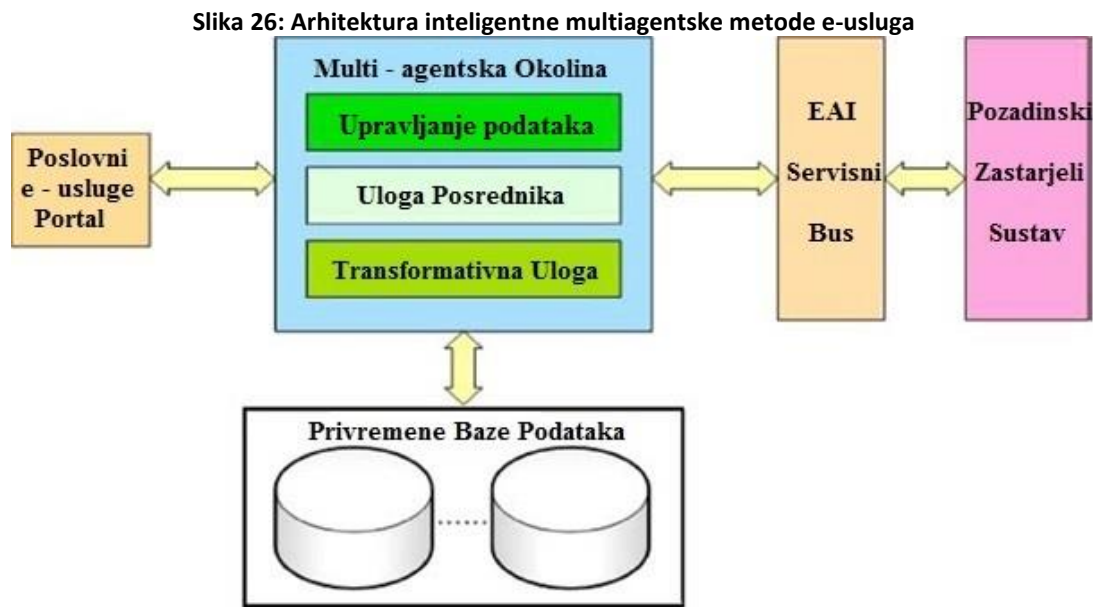 Slika 26: Arhitektura inteligentne multiagentske metode e-usluga
Multi - agentska Okolina
Upravljanje podataka
Uloga Posrednika
Transformativna Uloga
Poslovni
e - usluge
Portal
EAI
Servisni
Bus
Pozadinski
Zastarjeli
Sustav
Privremene Baze Podataka